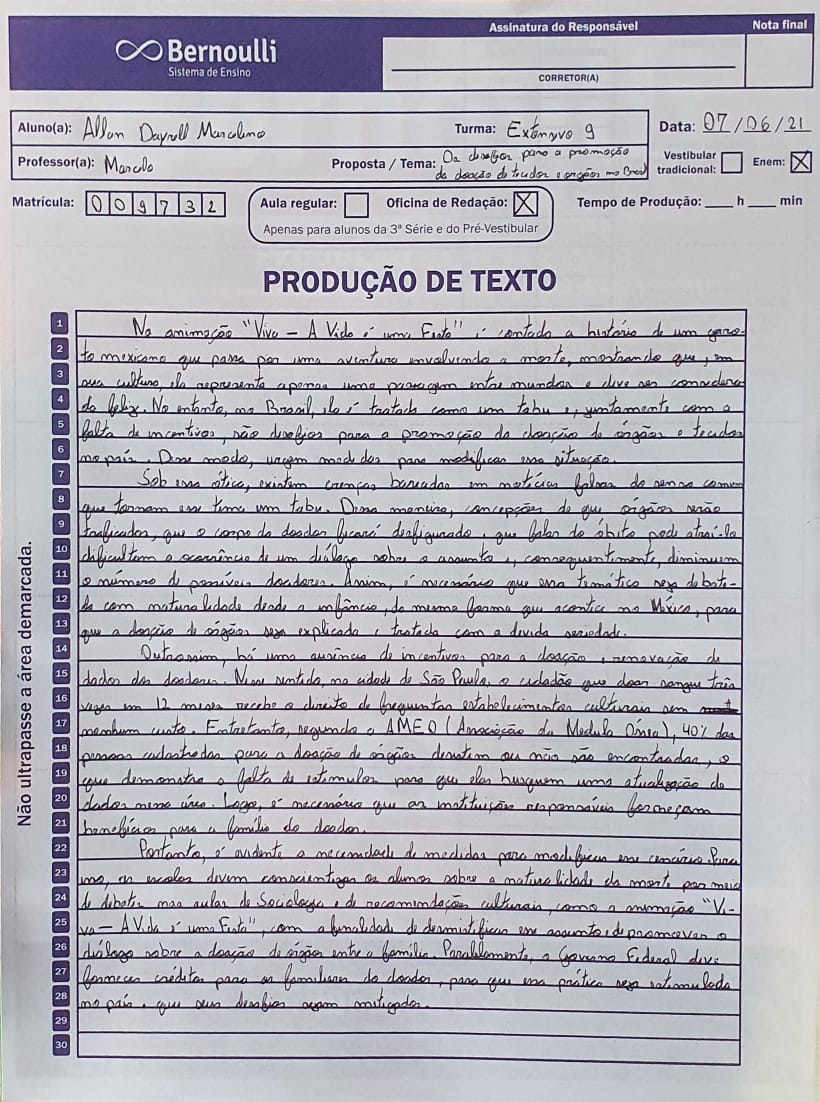 Bernoulli
Sistema de Ensino
Assinatura do Responsável
Nota final
CORRETOR(A)
Aluno(a): Allan Dayrell Marcolino
Turma: Extensivo 9
Data: 07/06/21
Professor(a): Marcelo
Proposta / Tema: Os desafios para a promoção
da doação de tecidos e órgãos no Brasil
Vestibular tradicional:
Enem: X
Matrícula: 009732
Aula regular:
Oficina de Redação: X
Apenas para alunos da 3ª Série e do Pré-Vestibular
Tempo de Produção: ____ h ____ min
PRODUÇÃO DE TEXTO
Não ultrapasse a área demarcada.
1 Na animação "Viva – A Vida é uma Festa" é contada a história de um garo-
2 to mexicano que passa por uma aventura envolvendo a morte, mostrando que, em
3 sua cultura, ela representa apenas uma passagem entre mundos e deve ser considera
4 da feliz. No entanto, no Brasil, ela é tratada como um tabu e, juntamente com a
5 falta de incentivos, são desafios para a promoção da doação de órgãos e tecidos
6 no país. Desse modo, urgem medidas para modificar essa situação.
7 Sob essa ótica, existem crenças baseadas em notícias falsas do senso comum
8 que tornam esse tema um tabu. Dessa maneira, concepções de que órgãos serão
9 traficados, que o corpo do doador ficará desfigurado, que falar do óbito pode atraí-lo
10 dificultam a ocorrência de um diálogo sobre o assunto e, consequentemente, diminuem
11 o número de possíveis doadores. Assim, é necessário que essa temática seja debati-
12 da com naturalidade desde a infância, da mesma forma que acontece no México, para
13 que a doação de órgãos seja explicada e tratada com a devida seriedade.
14 Outrossim, há uma ausência de incentivos para a doação e renovação de
15 dados dos doadores. Nesse sentido, na cidade de São Paulo, o cidadão que doar sangue três
16 vezes em 12 meses recebe o direito de frequentar estabelecimentos culturais sem
17 nenhum custo. Entretanto, segundo a AMEO (Associação da Medula Óssea), 40% das
18 pessoas cadastradas para a doação de órgãos desistem ou não são encontradas, o
19 que demonstra a falta de estímulos para que elas busquem uma atualização de
20 dados nessa área. Logo, é necessário que as instituições responsáveis forneçam
21 benefícios para a família do doador.
22 Portanto, é evidente a necessidade de medidas para modificar esse cenário. Para
23 isso, as escolas devem conscientizar os alunos sobre a naturalidade da morte por meio
24 de debates nas aulas de Sociologia e de recomendações culturais, como a animação "Vi-
25 va – A Vida é uma Festa", com a finalidade de desmistificar esse assunto e de promover o
26 diálogo sobre a doação de órgão entre a família. Paralelamente, o Governo Federal deve
27 fornecer créditos para os familiares do doador, para que essa prática seja estimulada
28 no país e que seus desafios sejam mitigados.
29
30